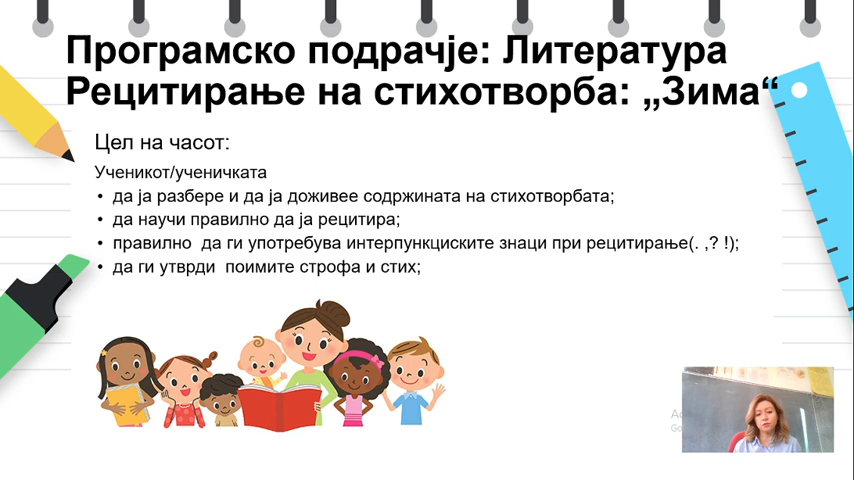 Програмско подрачје: Литература
Рецитирање на стихотворба: „Зима“
Цел на часот:
Ученикот/ученичката
• да ја разбере и да ја доживее содржината на стихотворбата;
• да научи правилно да ја рецитира;
• правилно да ги употребува интерпункциските знаци при рецитирање(. ,? !);
• да ги утврди поимите строфа и стих;